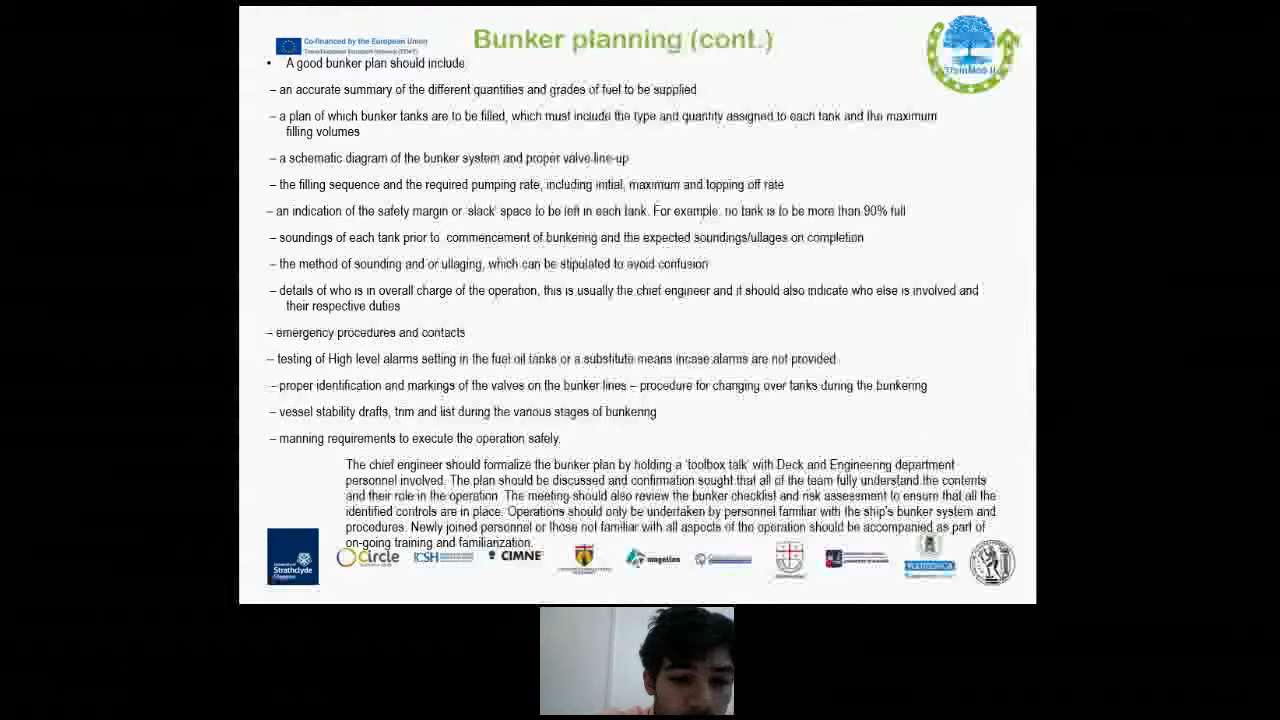 Bunker planning (cont.)
Co-financed by the European Union
Trans-European Transport Network (TEN-T)
• A good bunker plan should include
– an accurate summary of the different quantities and grades of fuel to be supplied
– a plan of which bunker tanks are to be filled, which must include the type and quantity assigned to each tank and the maximum
filling volumes
– a schematic diagram of the bunker system and proper valve-line-up
– the filling sequence and the required pumping rate, including initial, maximum and topping off rate
– an indication of the safety margin or 'slack' space to be left in each tank. For example, no tank is to be more than 90% full
– soundings of each tank prior to commencement of bunkering and the expected soundings/ullages on completion
– the method of sounding and or ullaging, which can be stipulated to avoid confusion
– details of who is in overall charge of the operation, this is usually the chief engineer and it should also indicate who else is involved and
their respective duties
– emergency procedures and contacts
– testing of High level alarms setting in the fuel oil tanks or a substitute means incase alarms are not provided
– proper identification and markings of the valves on the bunker lines – procedure for changing over tanks during the bunkering
– vessel stability drafts, trim and list during the various stages of bunkering
– manning requirements to execute the operation safely.
The chief engineer should formalize the bunker plan by holding a 'toolbox talk' with Deck and Engineering department
personnel involved. The plan should be discussed and confirmation sought that all of the team fully understand the contents
and their role in the operation. The meeting should also review the bunker checklist and risk assessment to ensure that all the
identified controls are in place. Operations should only be undertaken by personnel familiar with the ship's bunker system and
procedures. Newly joined personnel or those not familiar with all aspects of the operation should be accompanied as part of
on-going training and familiarization.
University of
Strathclyde
Glasgow
Circle
ICSH
CIMNE
magellan
POLITECNICA